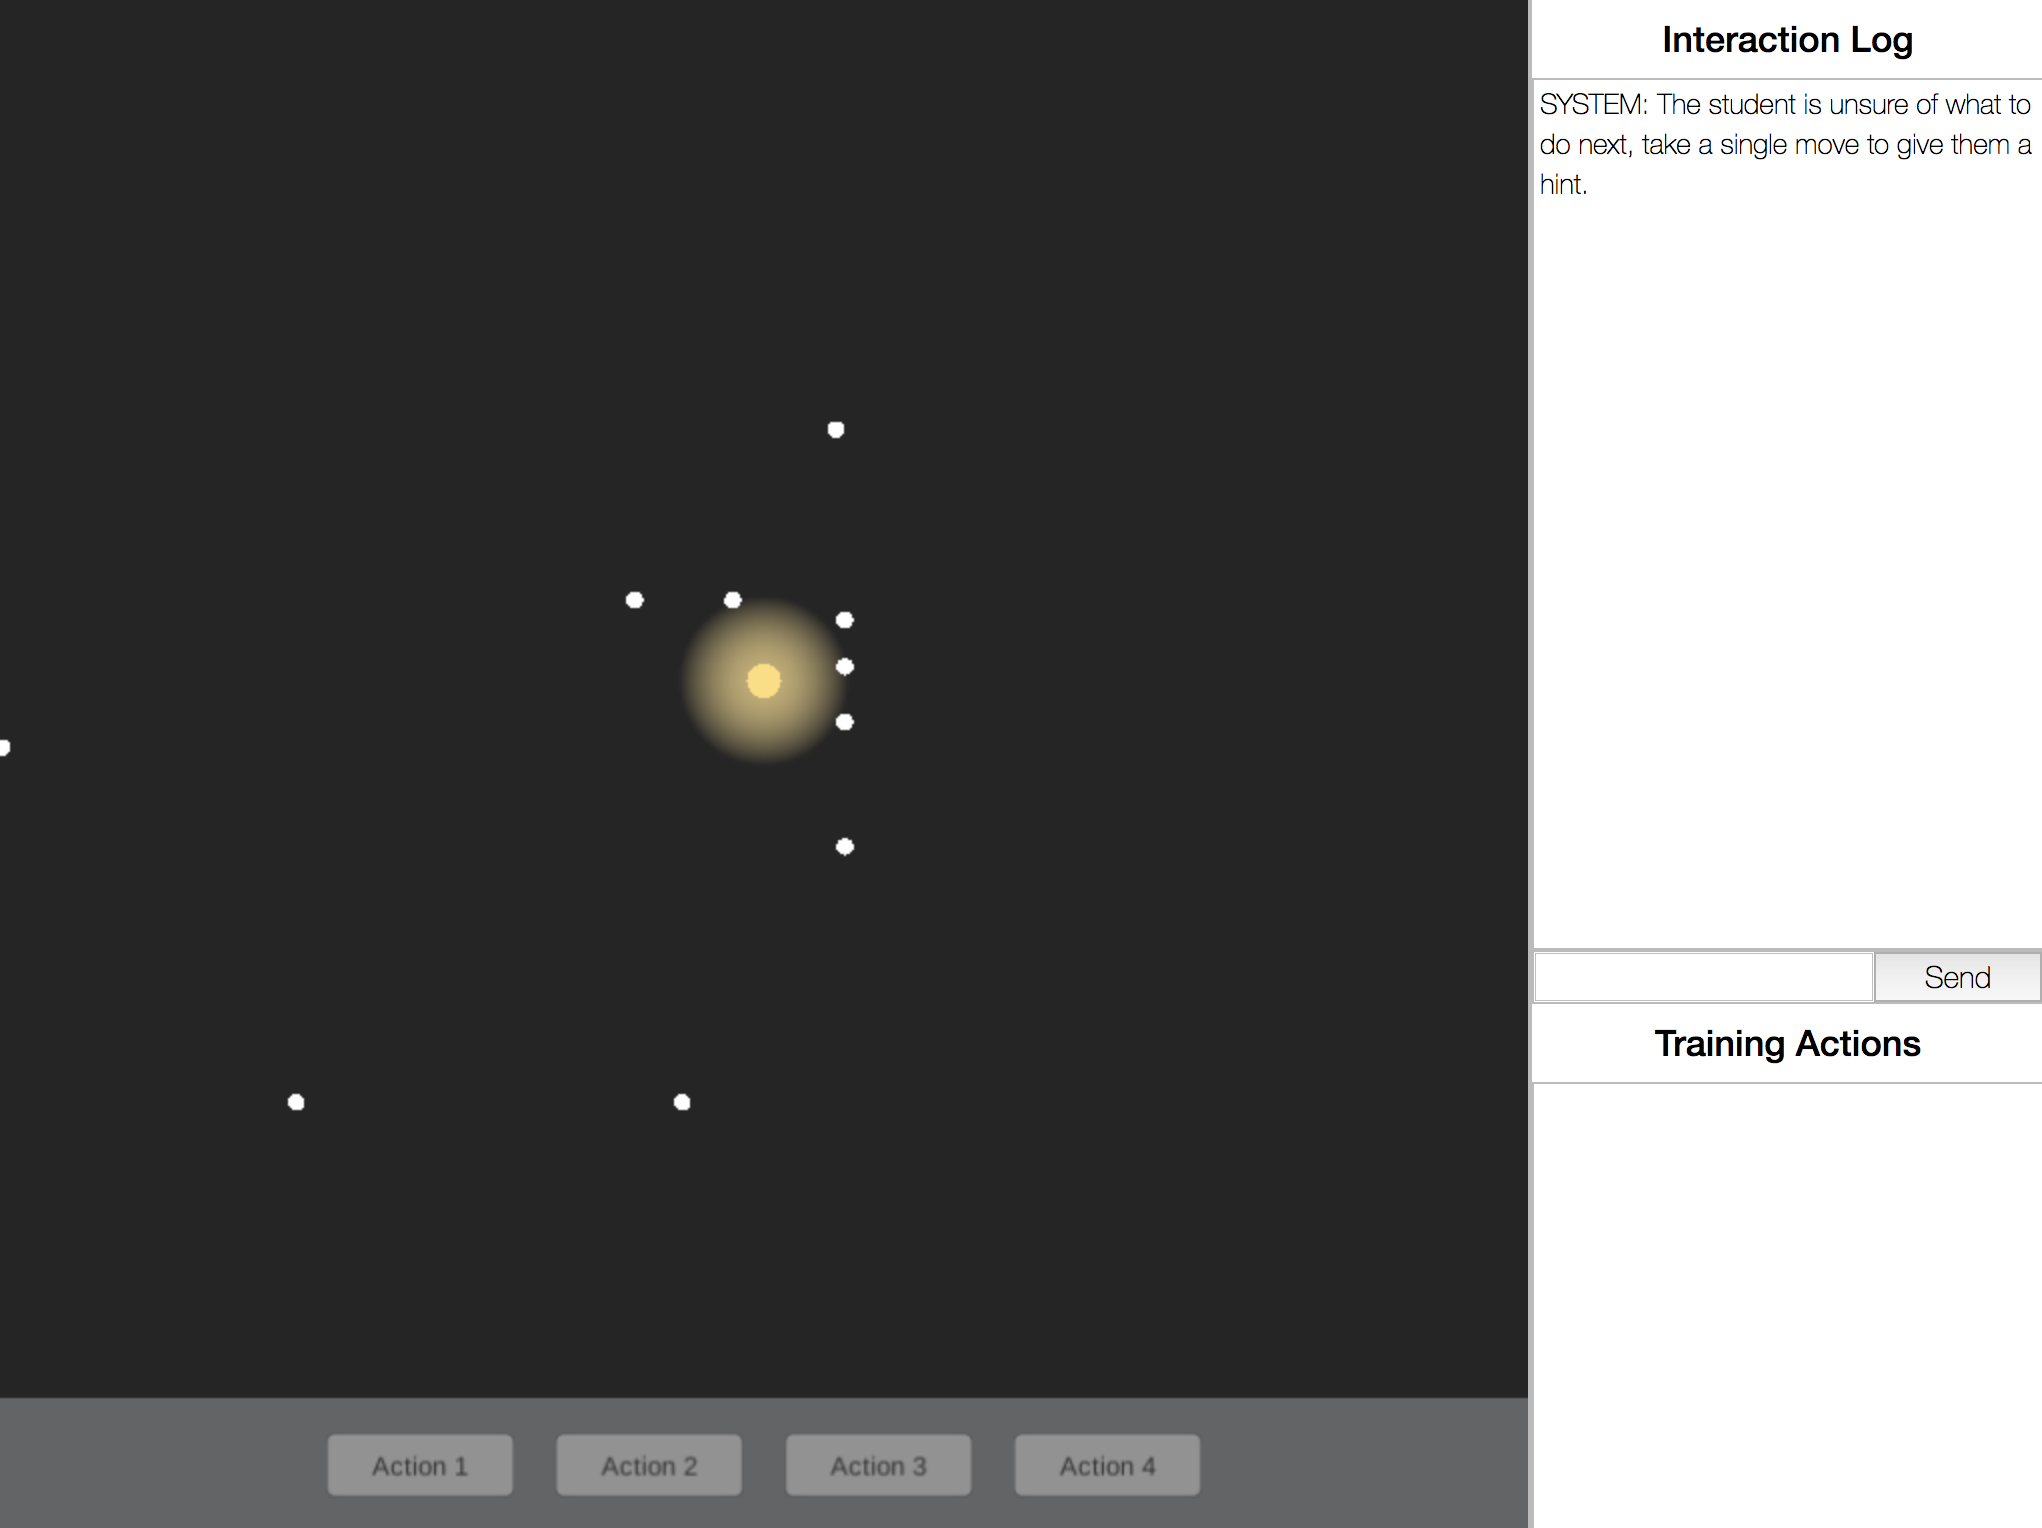 Interaction Log
SYSTEM: The student is unsure of what to
do next, take a single move to give them a
hint.
Send
Training Actions
Action 1
Action 2
Action 3
Action 4